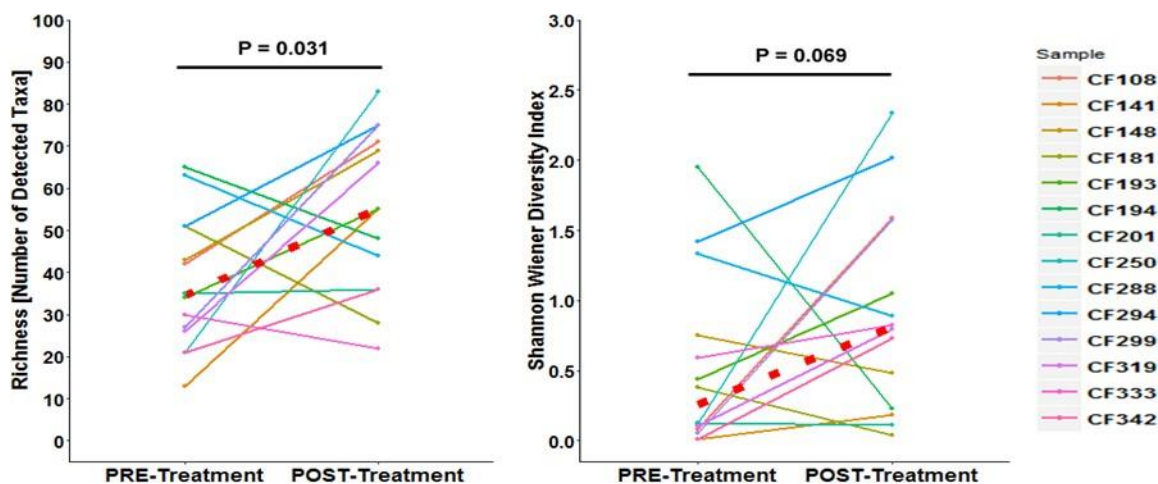 Richness [Number of Detected Taxa]
100
90
80
70
60
50
40
30
20
10
0
P = 0.031
PRE-Treatment POST-Treatment
Shannon Wiener Diversity Index
3.0
2.5
2.0
1.5
1.0
0.5
0.0
P = 0.069
PRE-Treatment POST-Treatment
Sample
CF108
CF141
CF148
CF181
CF193
CF194
CF201
CF250
CF288
CF294
CF299
CF319
CF333
CF342